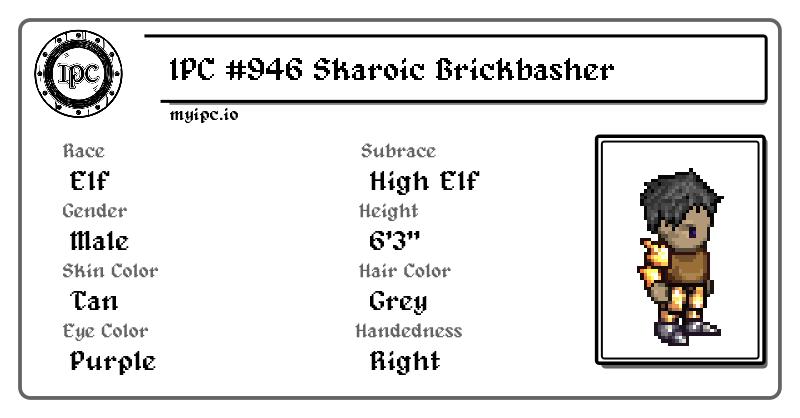 IPC
IPC #946 Skaroic Brickbasher
myipc.io
Race
Elf
Subrace
High Elf
Gender
Male
Height
6'3"
Skin Color
Tan
Hair Color
Grey
Eye Color
Purple
Handedness
Right